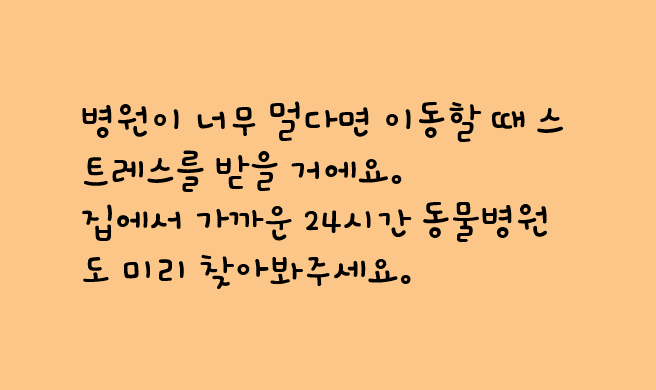 병원이 너무 멀다면 이동할 때 스
트레스를 받을 거에요.
집에서 가까운 24시간 동물병원
도 미리 찾아봐주세요.